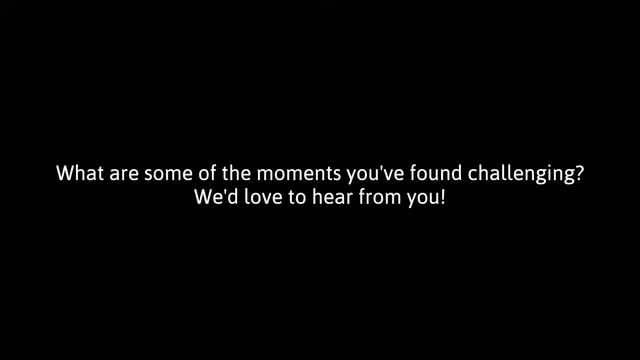 What are some of the moments you've found challenging?
We'd love to hear from you!